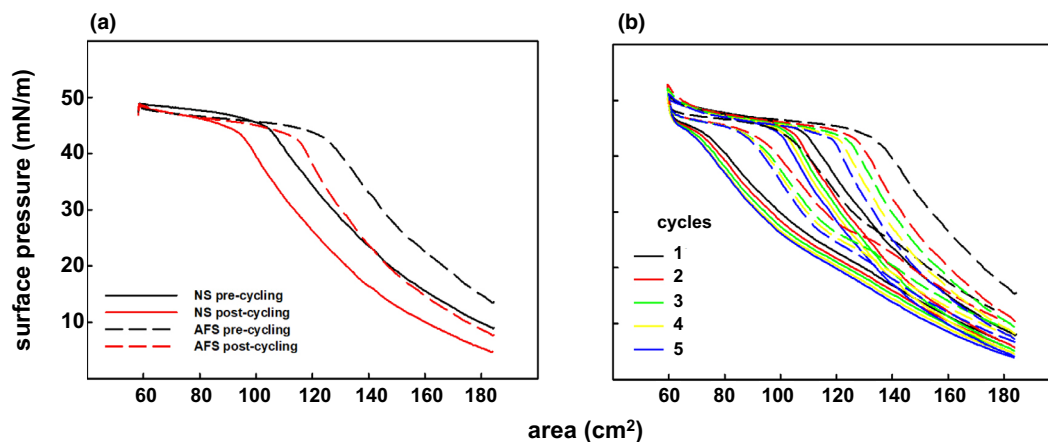 (a)
(b)
surface pressure (mN/m)
50
40
30
20
10
NS pre-cycling
NS post-cycling
AFS pre-cycling
AFS post-cycling
60 80 100 120 140 160 180
cycles
1
2
3
4
5
60 80 100 120 140 160 180
area (cm²)